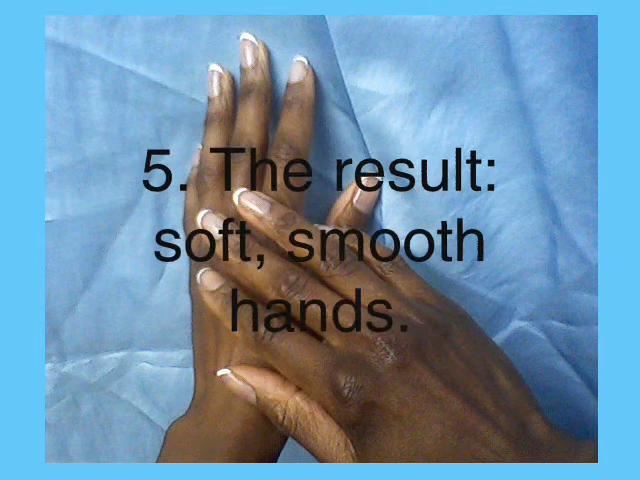 5. The result:
soft, smooth
hands.